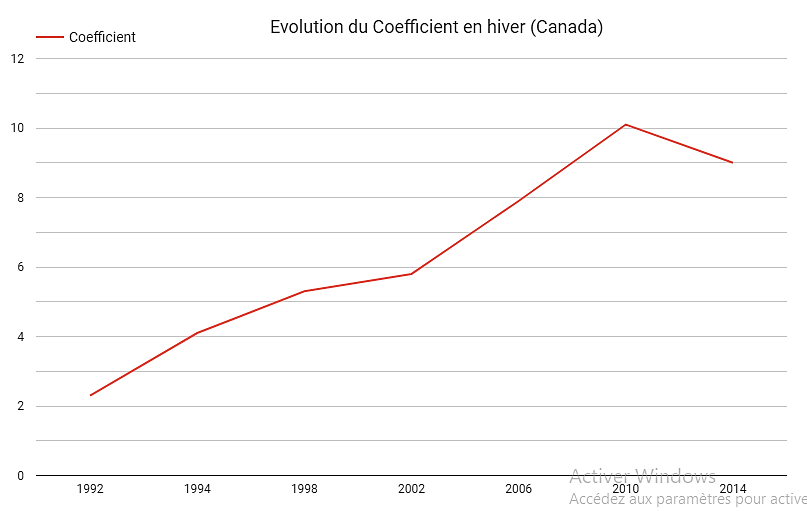 Evolution du Coefficient en hiver (Canada)
Coefficient
12
10
8
6
4
2
0
1992 1994 1998 2002 2006 2010 2014
Activer Windows
Accédez aux paramètres pour active